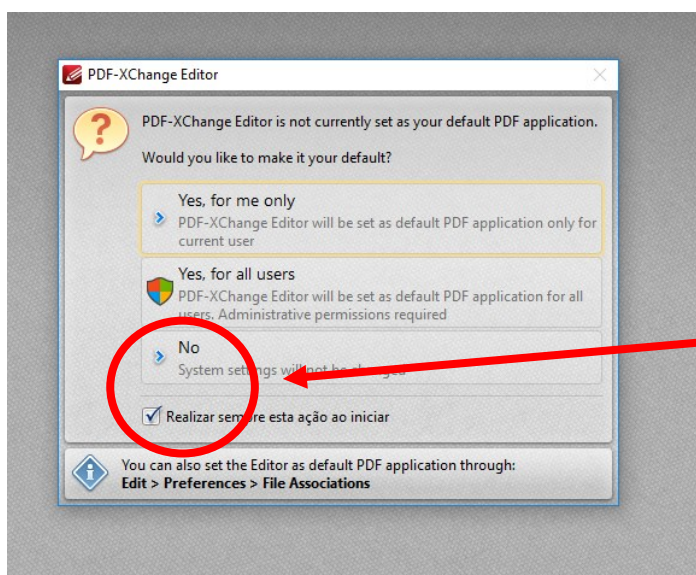 PDF-XChange Editor
PDF-XChange Editor is not currently set as your default PDF application.
Would you like to make it your default?
Yes, for me only
PDF-XChange Editor will be set as default PDF application only for
current user
Yes, for all users
PDF-XChange Editor will be set as default PDF application for all
users. Administrative permissions required
No
System settings will not be changed
Realizar sempre esta ação ao iniciar
You can also set the Editor as default PDF application through:
Edit > Preferences > File Associations